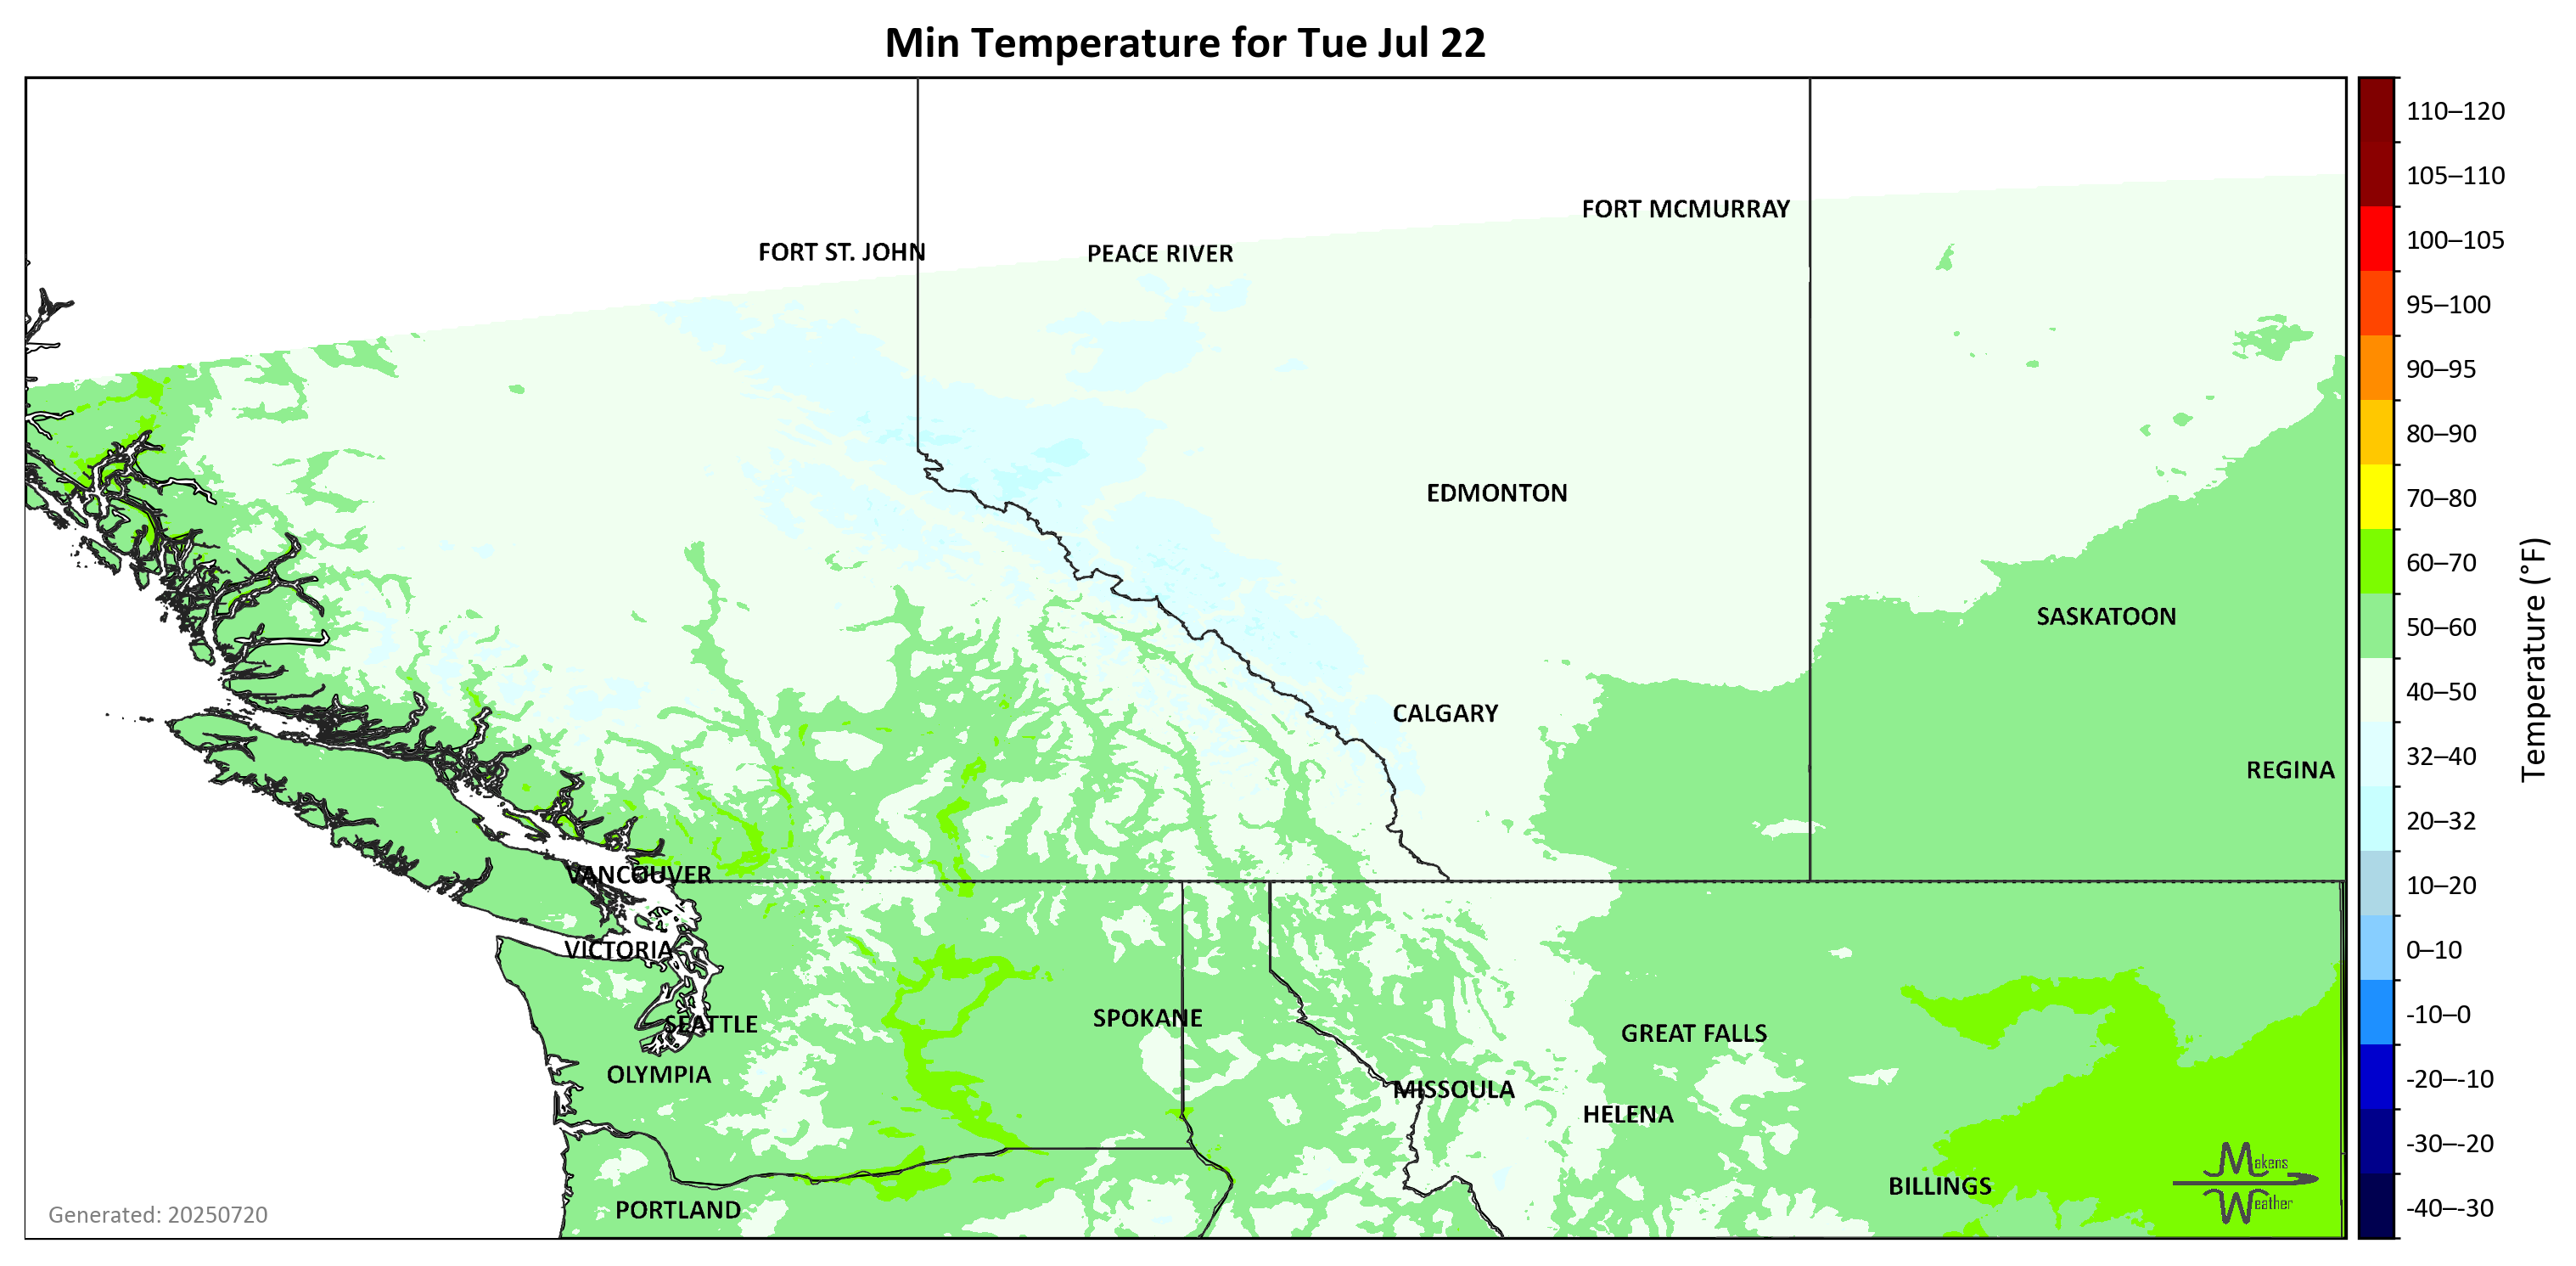 Min Temperature for Tue Jul 22
110–120
105–110
100–105
95–100
90–95
80–90
70–80
60–70
50–60
40–50
32–40
20–32
10–20
0–10
-10–0
-20–-10
-30–-20
-40–-30
Temperature (°F)
FORT MCMURRAY
FORT ST. JOHN
PEACE RIVER
EDMONTON
SASKATOON
CALGARY
REGINA
VANCOUVER
VICTORIA
SEATTLE
SPOKANE
GREAT FALLS
OLYMPIA
MISSOULA
HELENA
BILLINGS
PORTLAND
Makens
Weather
Generated: 20250720